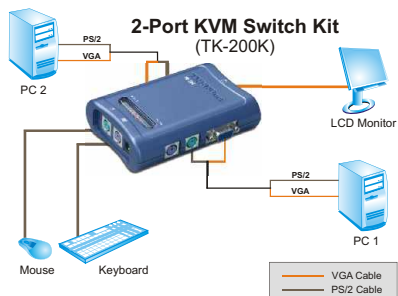 2-Port KVM Switch Kit
(TK-200K)
PS/2
VGA
PC 2
LCD Monitor
PS/2
VGA
PC 1
Mouse
Keyboard
VGA Cable
PS/2 Cable